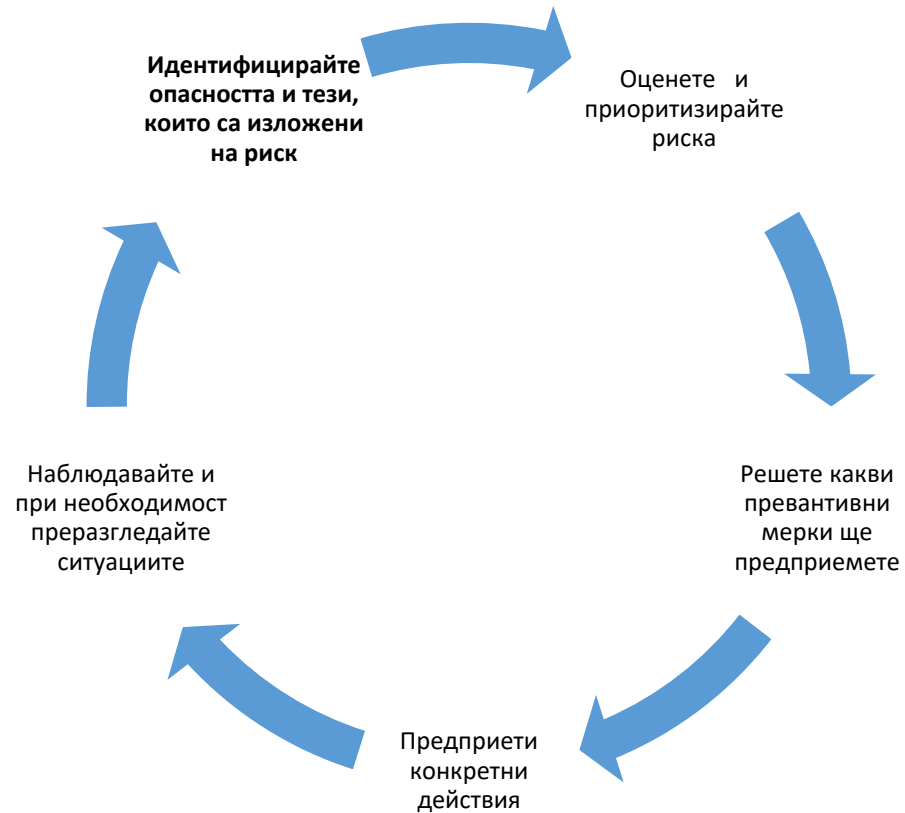 Идентифицирайте
опасността и тези,
които са изложени
на риск
Оценете и
приоритизирайте
риска
Решете какви
превантивни
мерки ще
предприемете
Предприети
конкретни
действия
Наблюдавайте и
при необходимост
преразгледайте
ситуациите